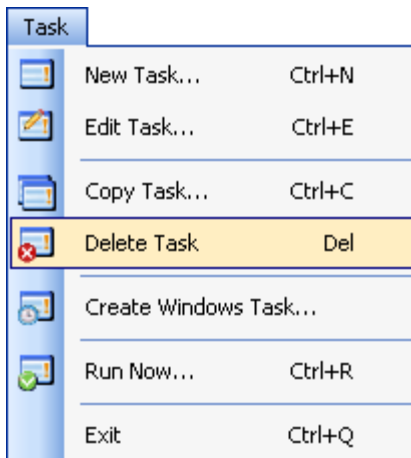 Task
New Task... Ctrl+N
Edit Task... Ctrl+E
Copy Task... Ctrl+C
Delete Task Del
Create Windows Task...
Run Now... Ctrl+R
Exit Ctrl+Q